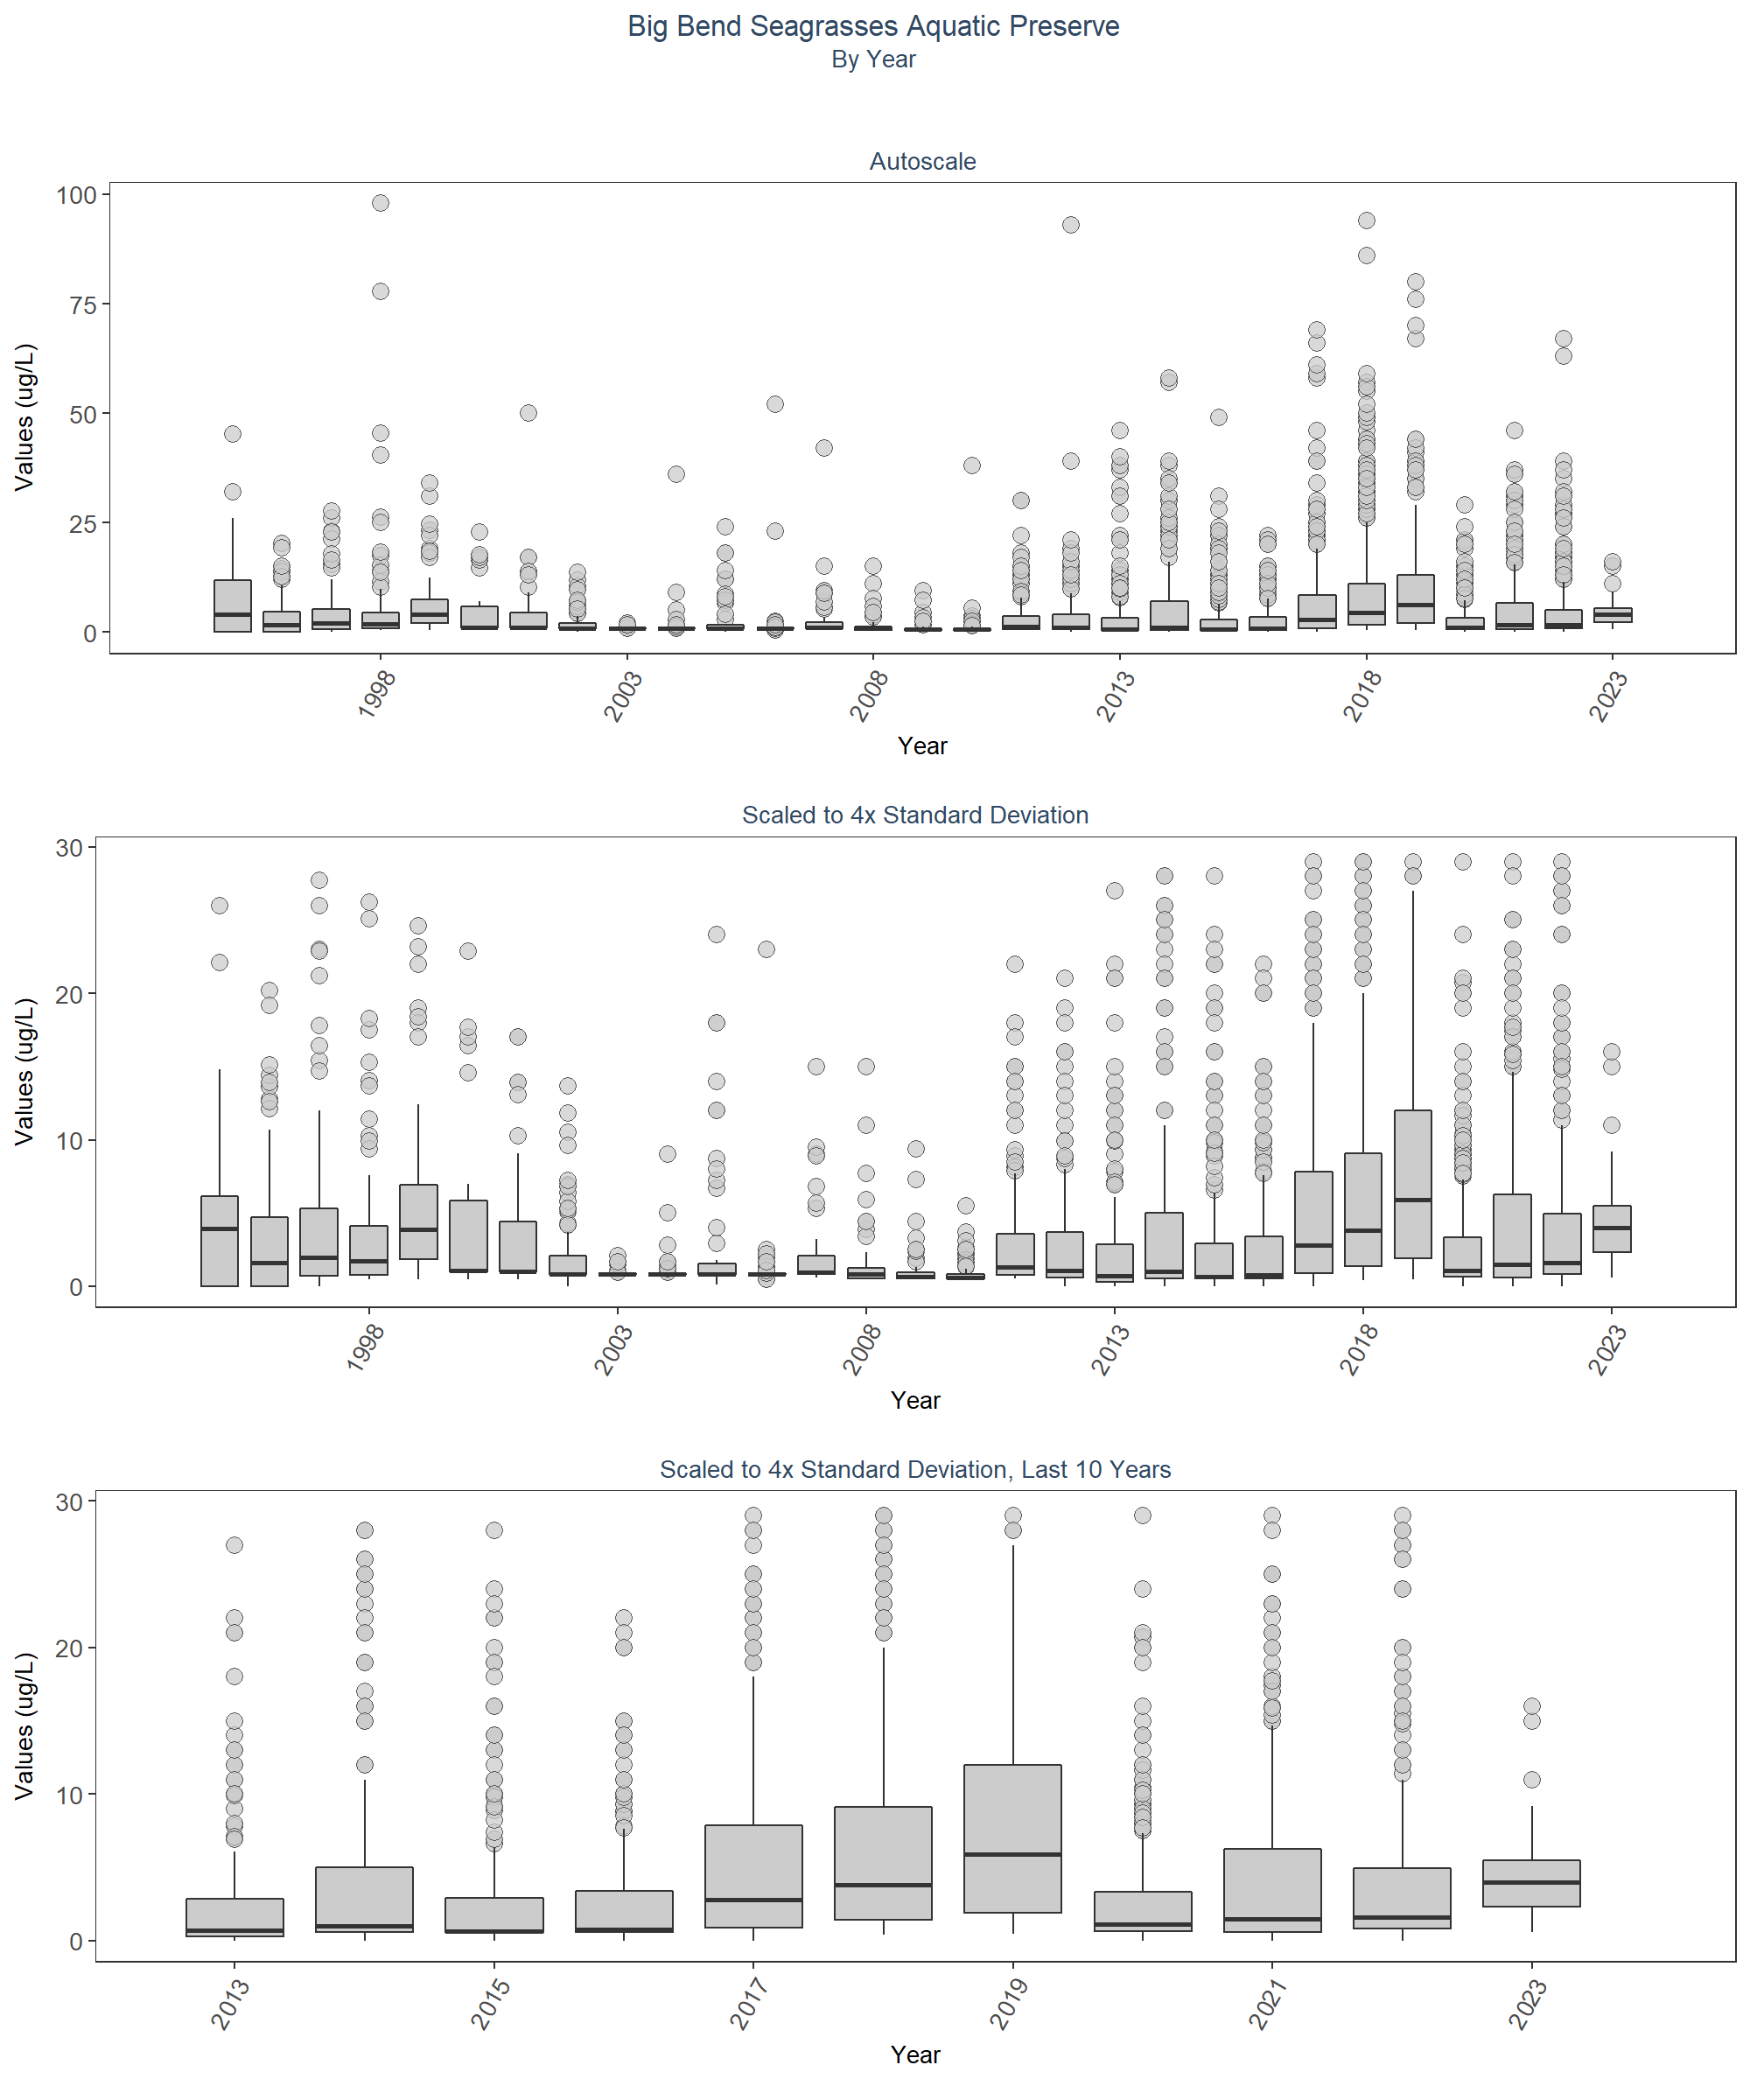 Big Bend Seagrasses Aquatic Preserve
By Year
Autoscale
Values (ug/L)
100
75
50
25
0
1998
2003
2008
2013
2018
2023
Year
Scaled to 4x Standard Deviation
Values (ug/L)
30
20
10
0
1998
2003
2008
2013
2018
2023
Year
Scaled to 4x Standard Deviation, Last 10 Years
Values (ug/L)
30
20
10
0
2013
2015
2017
2019
2021
2023
Year